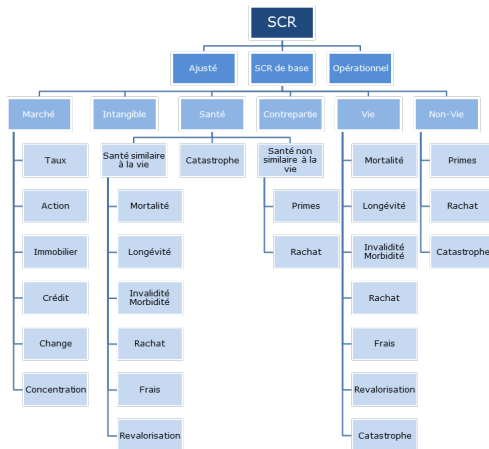 SCR
Ajusté
SCR de base
Opérationnel
Marché
Intangible
Santé
Contrepartie
Vie
Non-Vie
Taux
Action
Immobilier
Crédit
Change
Concentration
Santé similaire
à la vie
Mortalité
Longévité
Invalidité
Morbidité
Rachat
Frais
Revalorisation
Catastrophe
Santé non
similaire à la
vie
Primes
Rachat
Mortalité
Longévité
Invalidité
Morbidité
Rachat
Frais
Revalorisation
Catastrophe
Primes
Rachat
Catastrophe